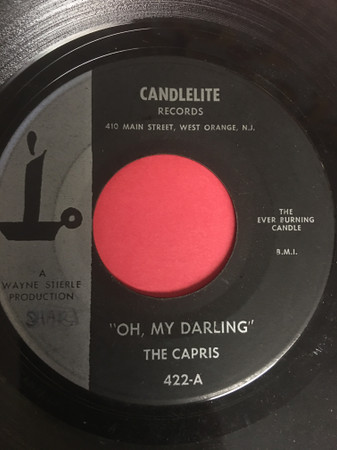 CANDLELITE
RECORDS
410 MAIN STREET, WEST ORANGE, N.J.
THE
EVER BURNING
CANDLE
B.M.I.
A
WAYNE STIERLE
PRODUCTION
"OH, MY DARLING"
THE CAPRIS
422-A